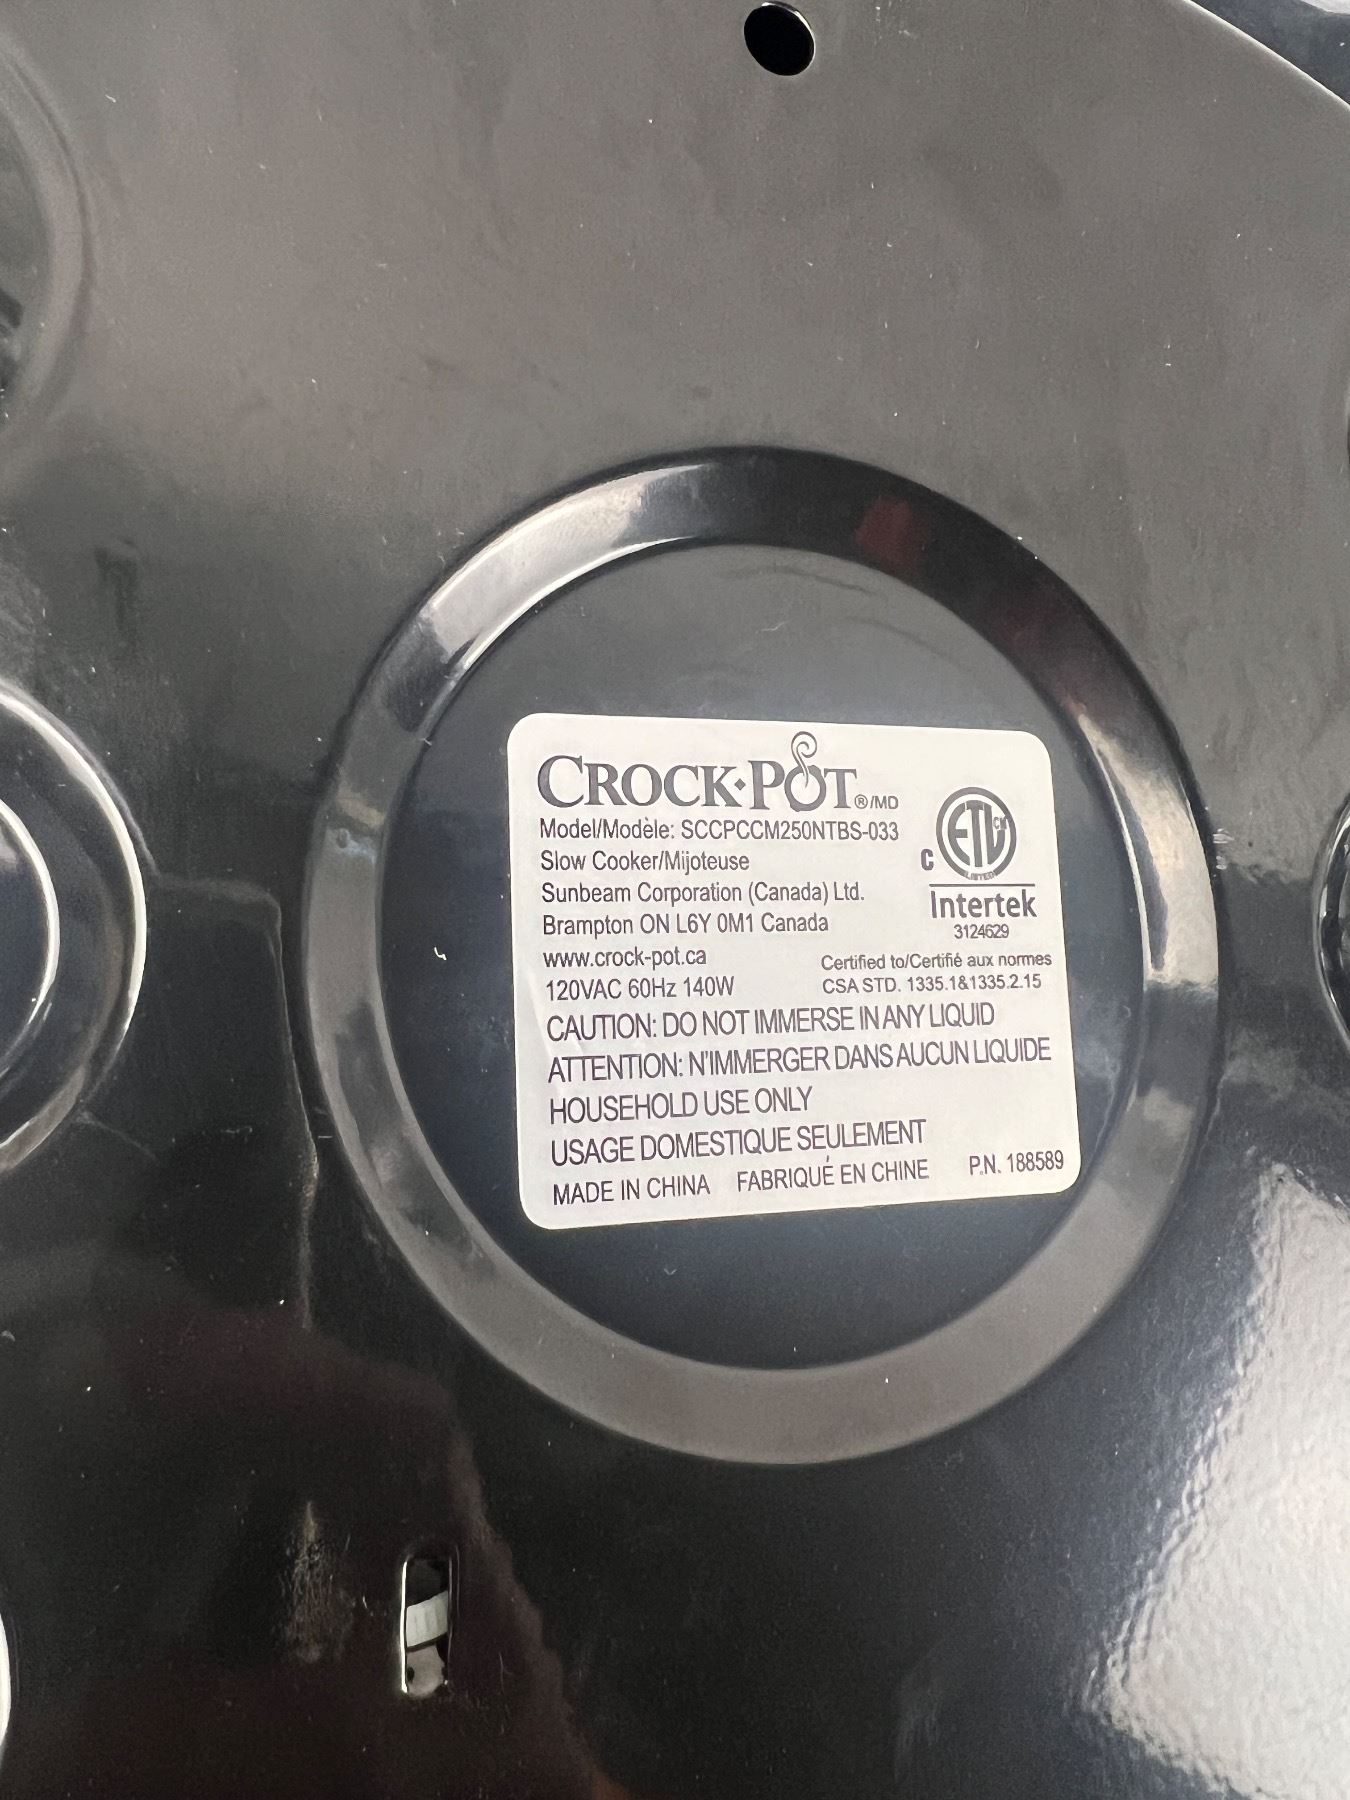 CROCK•POT®/MD
Model/Modèle: SCCPCCM250NTBS-033
Slow Cooker/Mijoteuse
Sunbeam Corporation (Canada) Ltd.
Brampton ON L6Y 0M1 Canada
www.crock-pot.ca
120VAC 60Hz 140W
C ETL CM
LISTED
Intertek
3124629
Certified to/Certifié aux normes
CSA STD. 1335.1&1335.2.15
CAUTION: DO NOT IMMERSE IN ANY LIQUID
ATTENTION: N'IMMERGER DANS AUCUN LIQUIDE
HOUSEHOLD USE ONLY
USAGE DOMESTIQUE SEULEMENT
MADE IN CHINA FABRIQUÉ EN CHINE P.N. 188589